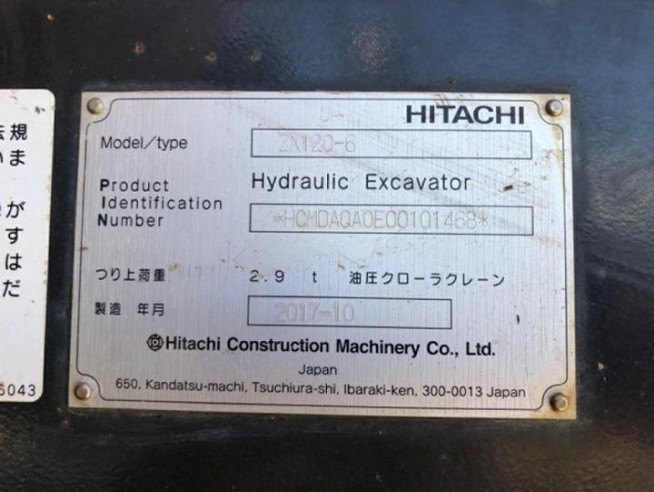 HITACHI
Model/type ZX120-6
Product Identification Number Hydraulic Excavator
*HCMDAQA0E00101468*
つり上荷重 2.9 t 油圧クローラクレーン
製造 年月 2017-10
Hitachi Construction Machinery Co., Ltd.
Japan
650, Kandatsu-machi, Tsuchiura-shi, Ibaraki-ken, 300-0013 Japan
規
ま
が
す
は
だ
6043